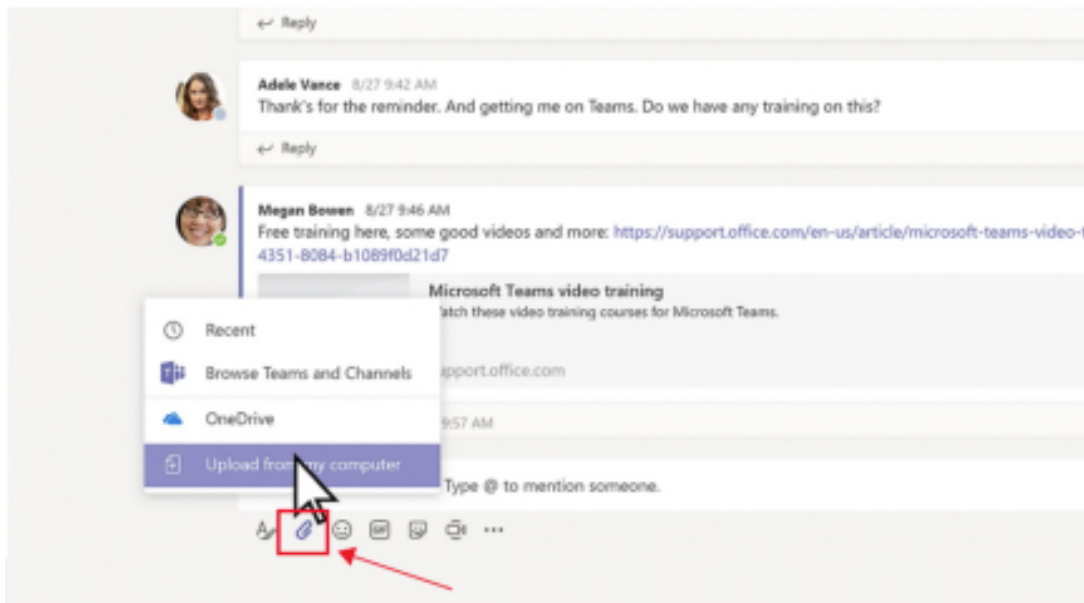 Reply
Adele Vance 8/27 9:42 AM
Thank's for the reminder. And getting me on Teams. Do we have any training on this?
Reply
Megan Bowen 8/27 9:46 AM
Free training here, some good videos and more: https://support.office.com/en-us/article/microsoft-teams-video-
4351-8084-b1089f0d21d7
Microsoft Teams video training
atch these video training courses for Microsoft Teams.
Recent
Browse Teams and Channels
upport.office.com
OneDrive
9:57 AM
Upload from my computer
Type @ to mention someone.
GIF